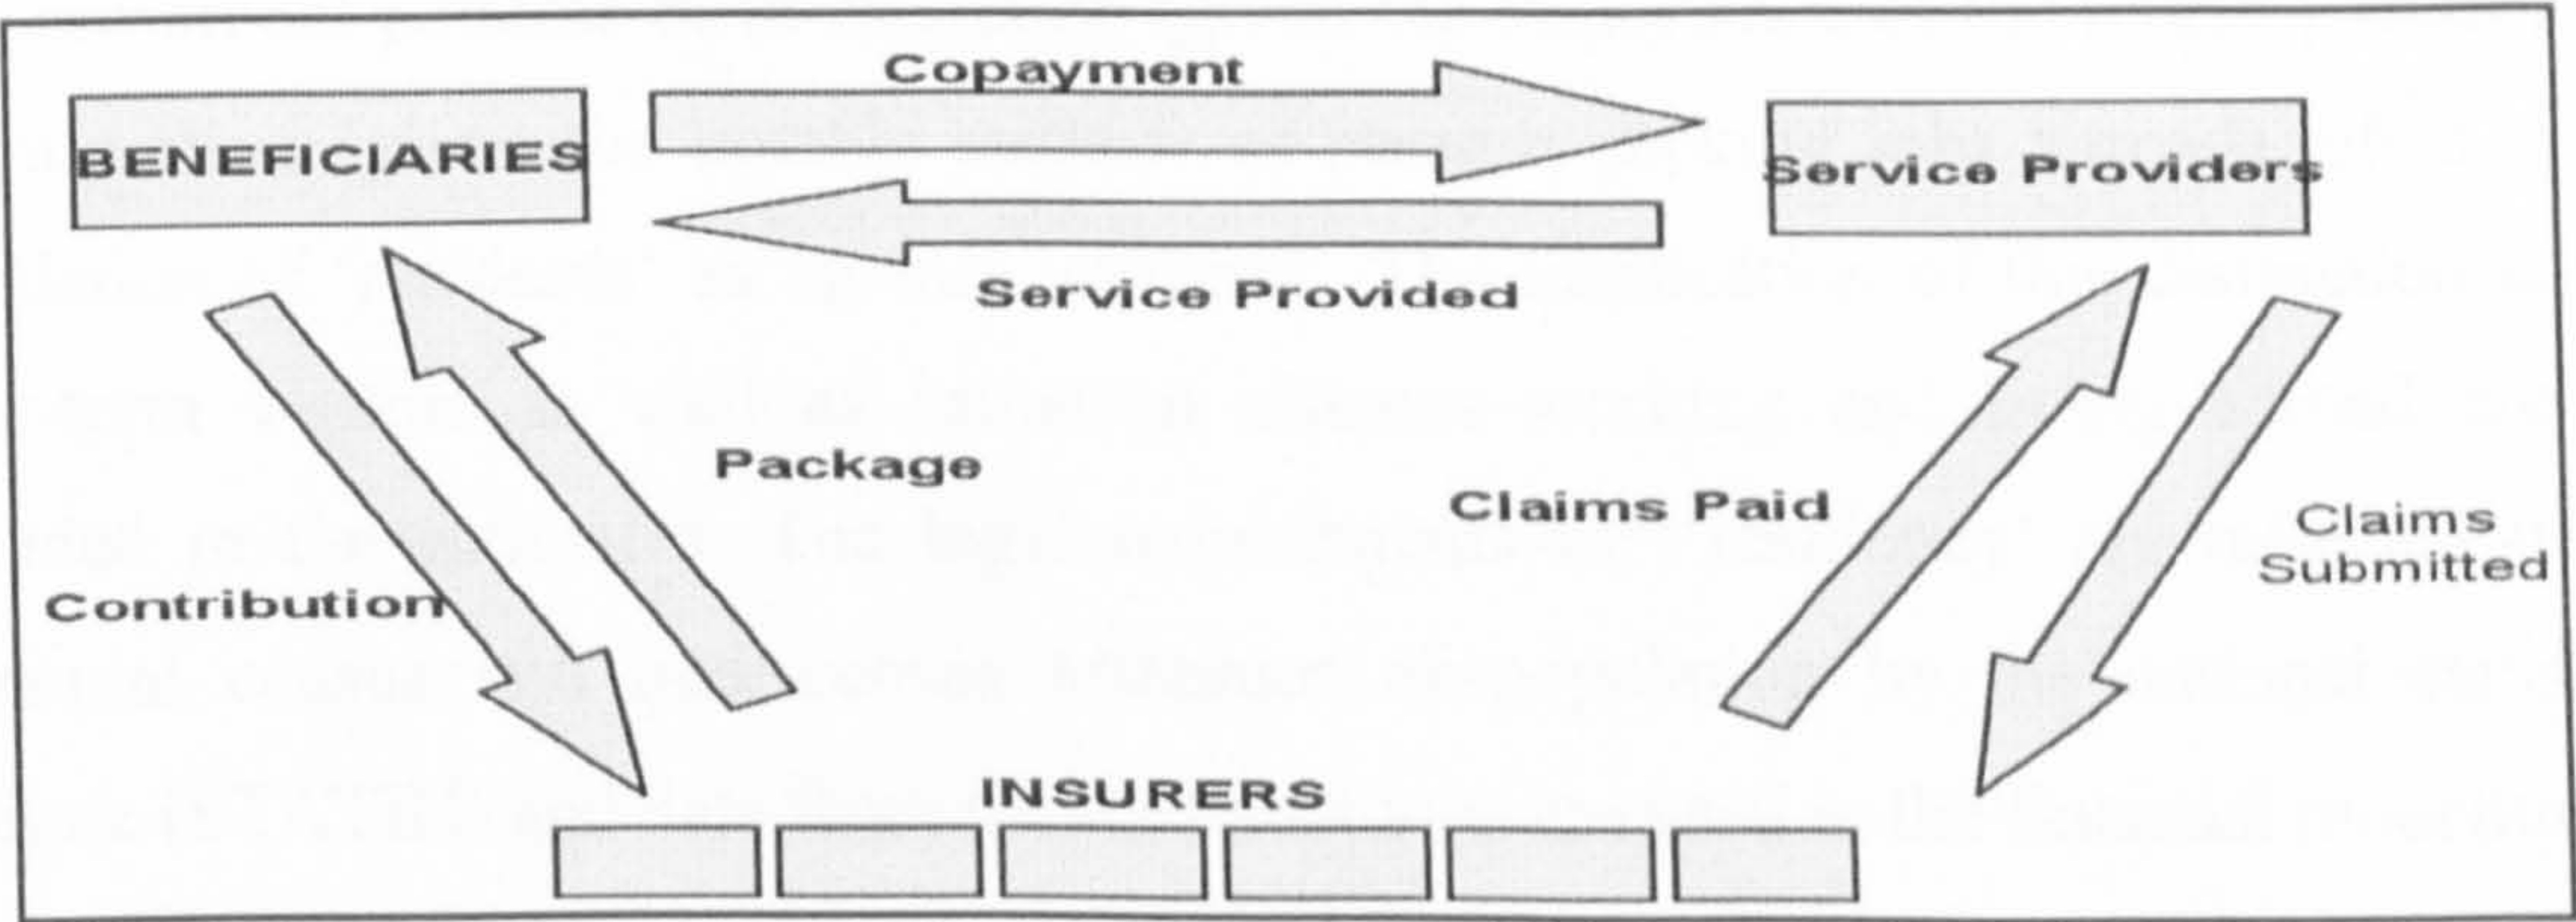 Copayment
BENEFICIARIES
Service Providers
Service Provided
Package
Claims Paid
Claims
Submitted
Contribution
INSURERS